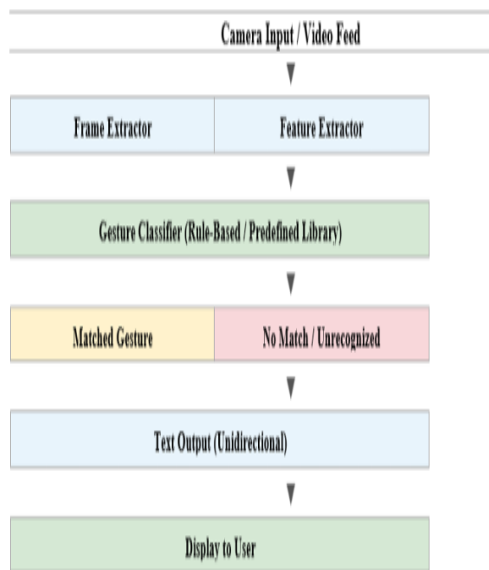 Camera Input / Video Feed
Frame Extractor
Feature Extractor
Gesture Classifier (Rule-Based / Predefined Library)
Matched Gesture
No Match / Unrecognized
Text Output (Unidirectional)
Display to User